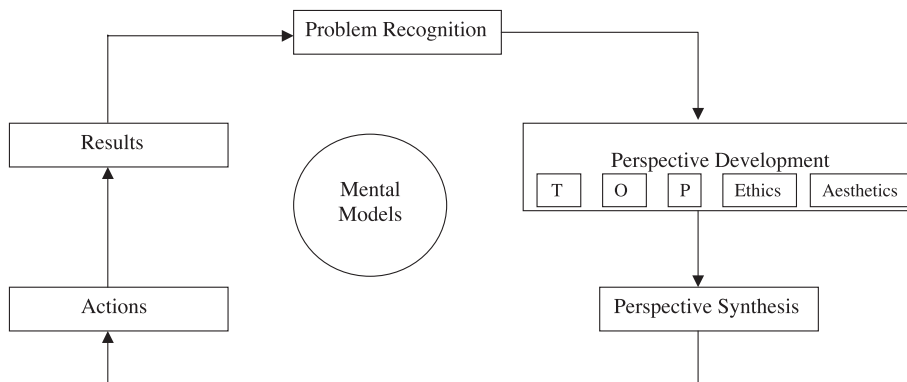 Problem Recognition
Results
Perspective Development
T O P Ethics Aesthetics
Mental
Models
Actions
Perspective Synthesis